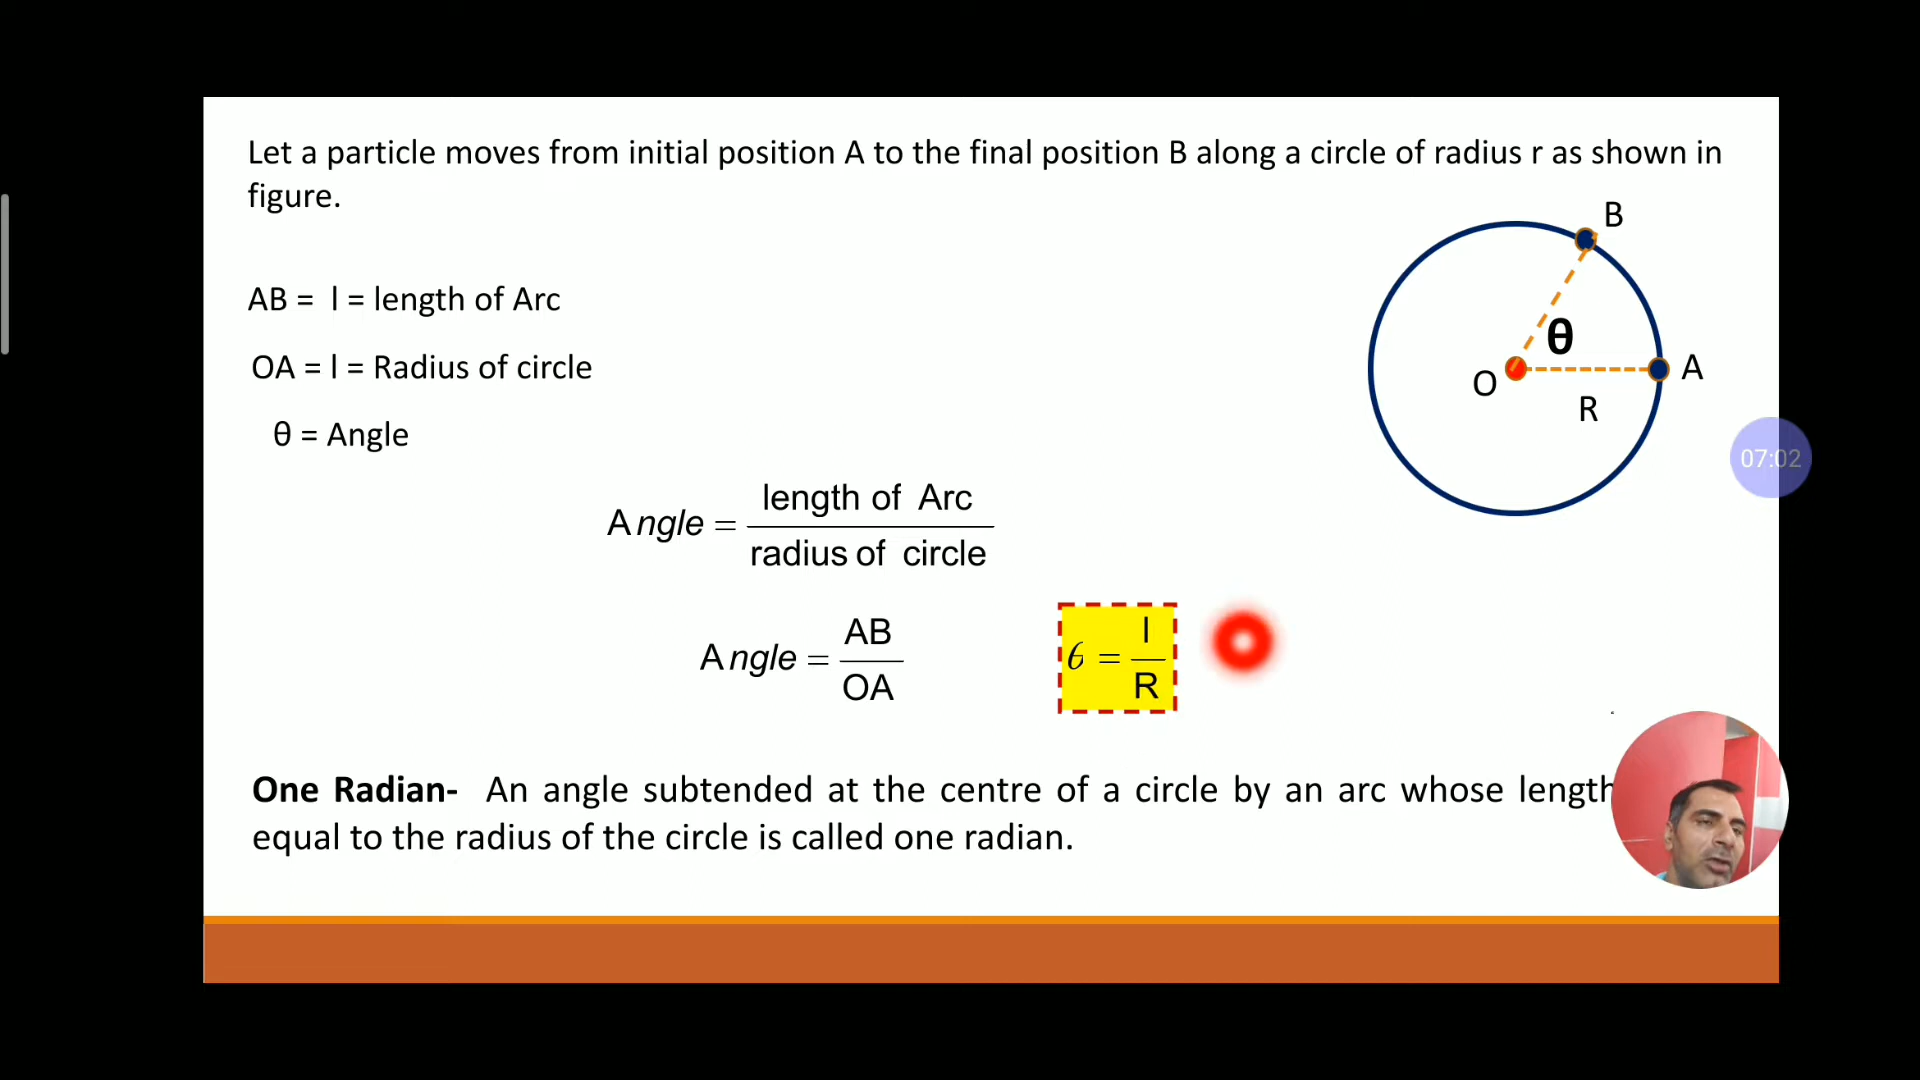 Let a particle moves from initial position A to the final position B along a circle of radius r as shown in
figure.
B
AB = l = length of Arc
θ
OA = l = Radius of circle
A
O
R
θ = Angle
07:02
Angle = length of Arc / radius of circle
Angle = AB / OA
θ = l / R
One Radian- An angle subtended at the centre of a circle by an arc whose length
equal to the radius of the circle is called one radian.